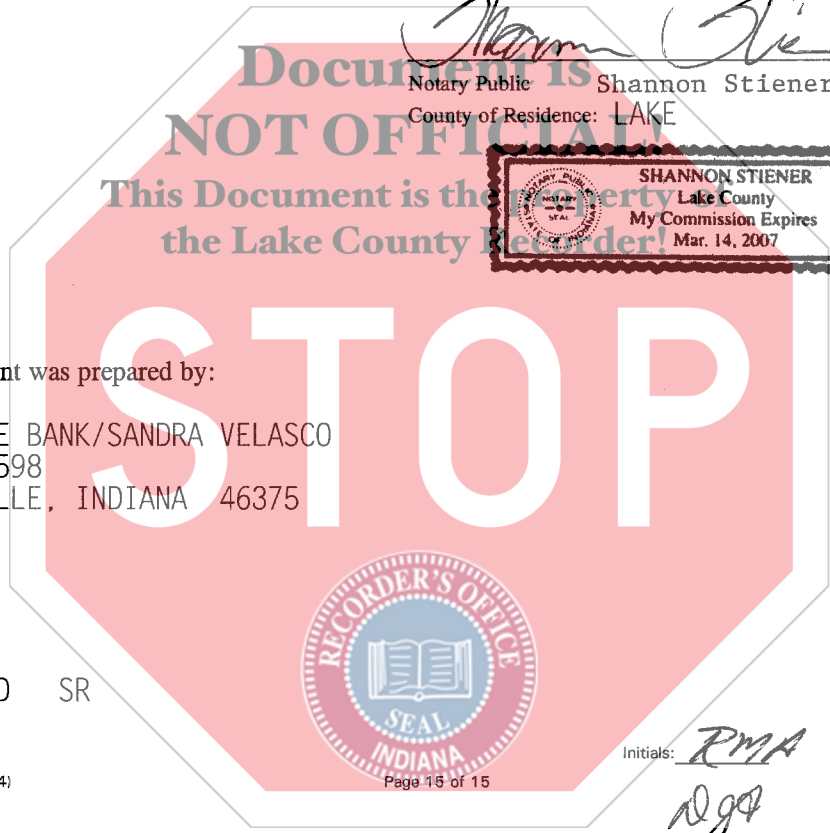 Document is
Notary Public Shannon Stiener
NOT OFFICIAL!
County of Residence: LAKE
This Document is the property of
the Lake County Recorder!
NOTARY PUBLIC
NOTARY
SEAL
STATE OF INDIANA
SHANNON STIENER
Lake County
My Commission Expires
Mar. 14, 2007
STOP
nt was prepared by:
E BANK/SANDRA VELASCO
598
LLE, INDIANA 46375
RECORDER'S OFFICE
SEAL
INDIANA
SR
Initials: RMA
4)
Page 15 of 15